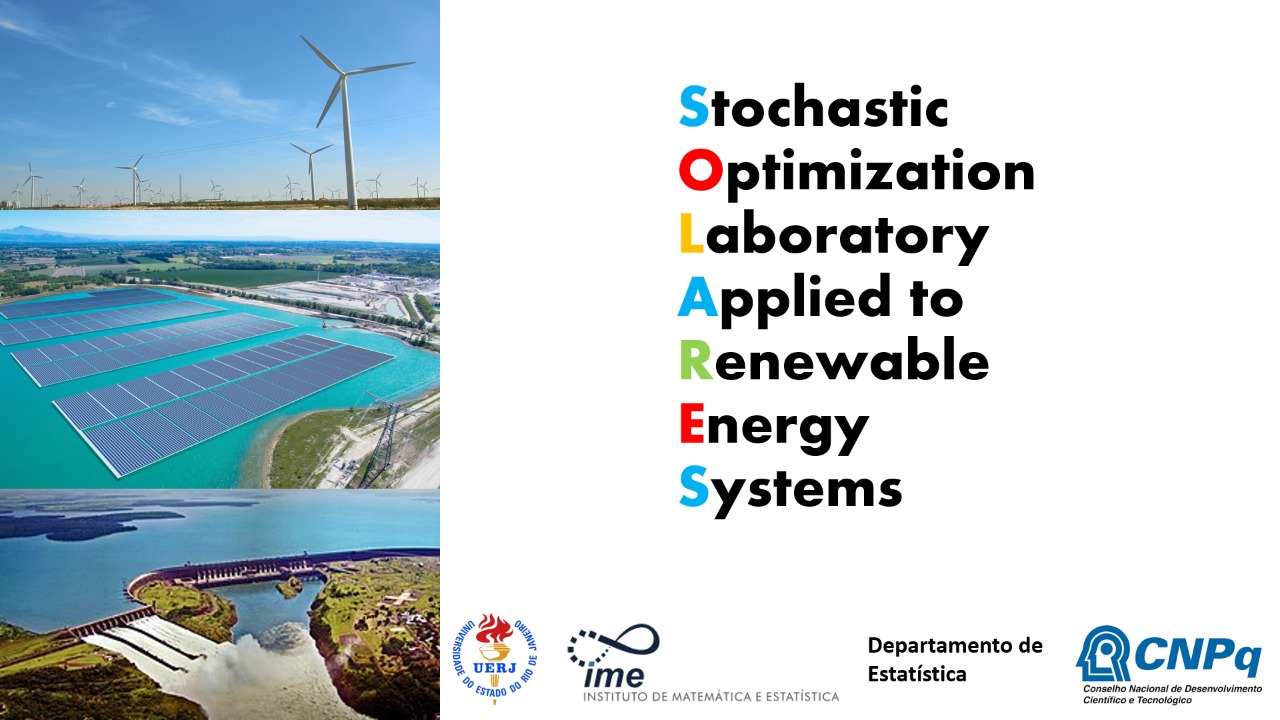 Stochastic
Optimization
Laboratory
Applied to
Renewable
Energy
Systems
UNIVERSIDADE DO ESTADO DO RIO DE JANEIRO
UERJ
ime
INSTITUTO DE MATEMÁTICA E ESTATÍSTICA
Departamento de
Estatística
CNPq
Conselho Nacional de Desenvolvimento
Científico e Tecnológico